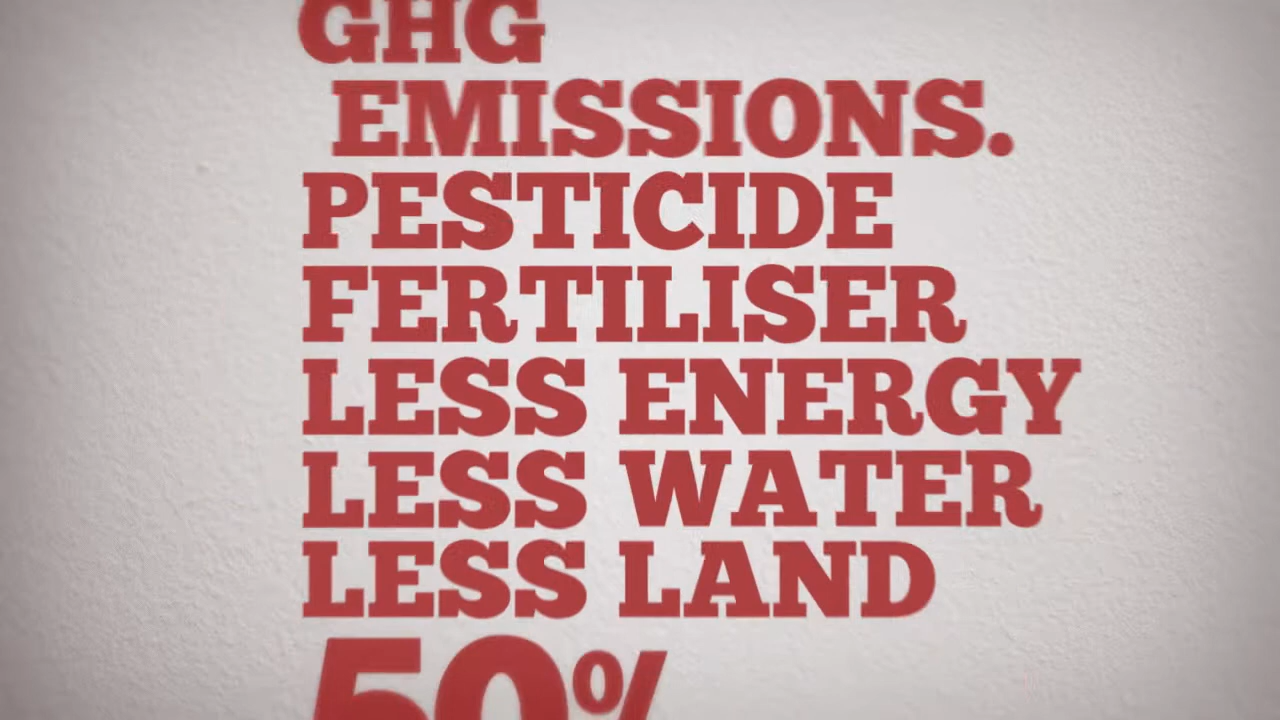 GHG
EMISSIONS.
PESTICIDE
FERTILISER
LESS ENERGY
LESS WATER
LESS LAND
50%